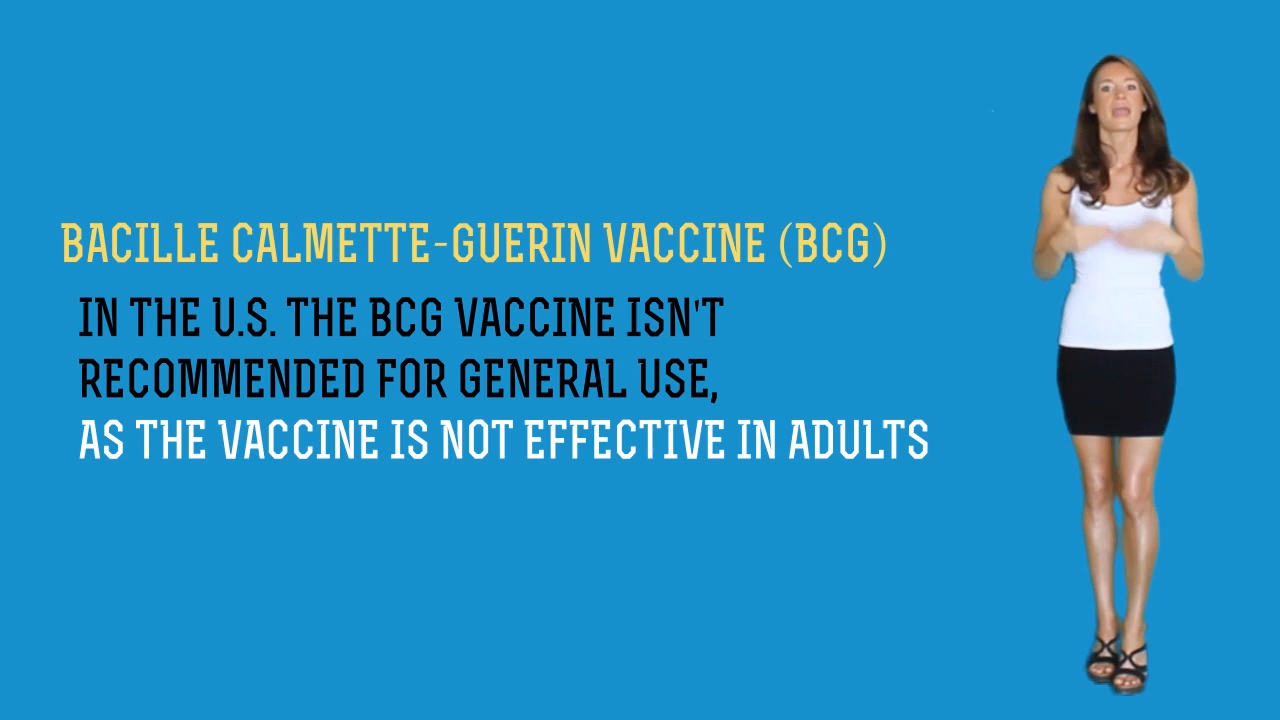 BACILLE CALMETTE-GUERIN VACCINE (BCG)
IN THE U.S. THE BCG VACCINE ISN'T
RECOMMENDED FOR GENERAL USE,
AS THE VACCINE IS NOT EFFECTIVE IN ADULTS